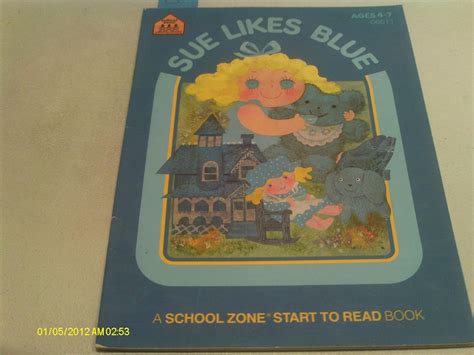 AGES 4-7
SUE LIKES BLUE
A SCHOOL ZONE® START TO READ BOOK
01/05/2012 AM 02:53